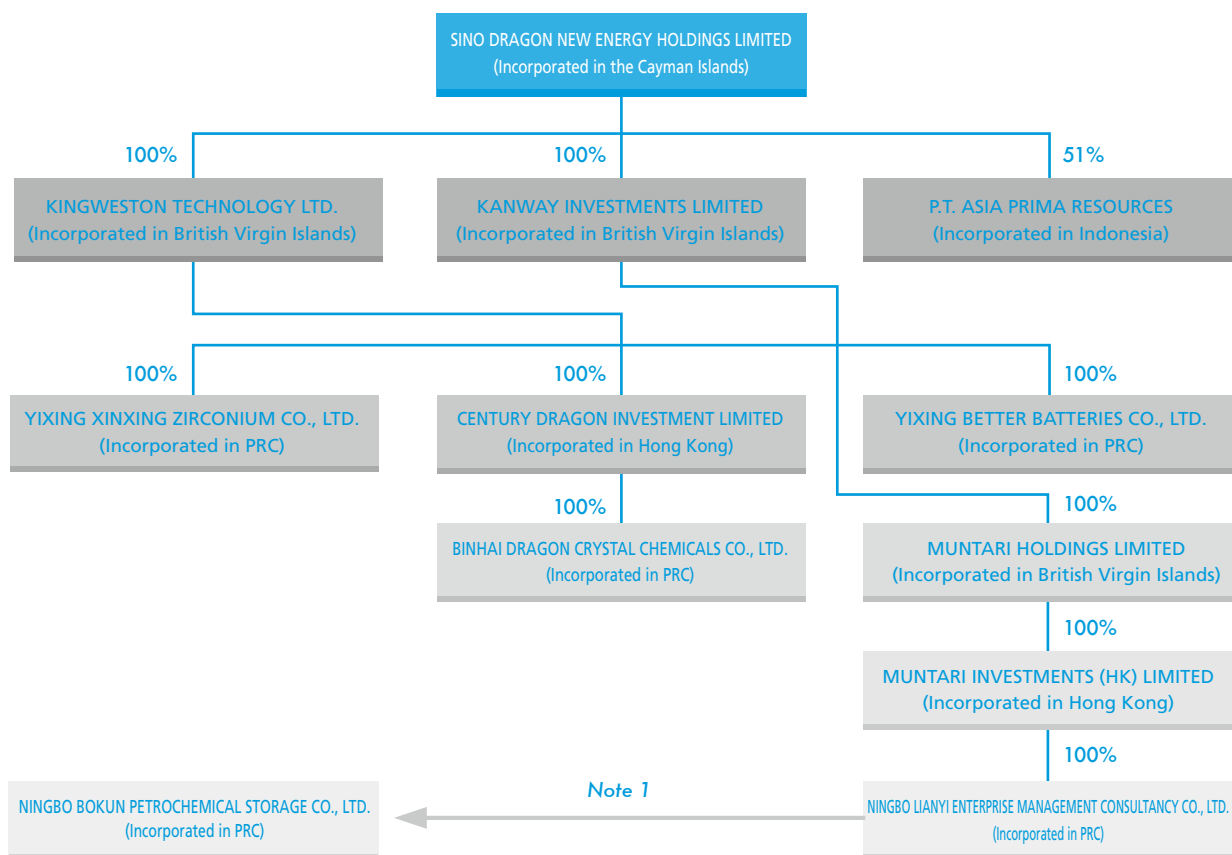 SINO DRAGON NEW ENERGY HOLDINGS LIMITED
(Incorporated in the Cayman Islands)
100%
100%
51%
KINGWESTON TECHNOLOGY LTD.
(Incorporated in British Virgin Islands)
KANWAY INVESTMENTS LIMITED
(Incorporated in British Virgin Islands)
P.T. ASIA PRIMA RESOURCES
(Incorporated in Indonesia)
100%
100%
100%
YIXING XINXING ZIRCONIUM CO., LTD.
(Incorporated in PRC)
CENTURY DRAGON INVESTMENT LIMITED
(Incorporated in Hong Kong)
YIXING BETTER BATTERIES CO., LTD.
(Incorporated in PRC)
100%
100%
BINHAI DRAGON CRYSTAL CHEMICALS CO., LTD.
(Incorporated in PRC)
MUNTARI HOLDINGS LIMITED
(Incorporated in British Virgin Islands)
100%
MUNTARI INVESTMENTS (HK) LIMITED
(Incorporated in Hong Kong)
100%
NINGBO BOKUN PETROCHEMICAL STORAGE CO., LTD.
(Incorporated in PRC)
Note 1
NINGBO LIANYI ENTERPRISE MANAGEMENT CONSULTANCY CO., LTD.
(Incorporated in PRC)